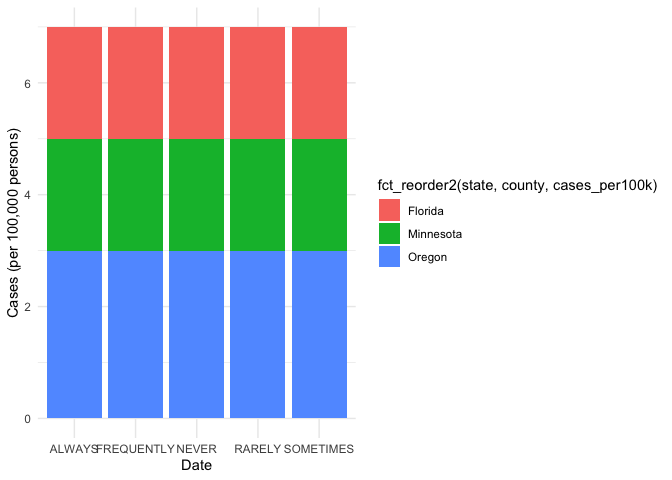 Cases (per 100,000 persons)
6
4
2
0
ALWAYS FREQUENTLY NEVER RARELY SOMETIMES
Date
fct_reorder2(state, county, cases_per100k)
Florida
Minnesota
Oregon